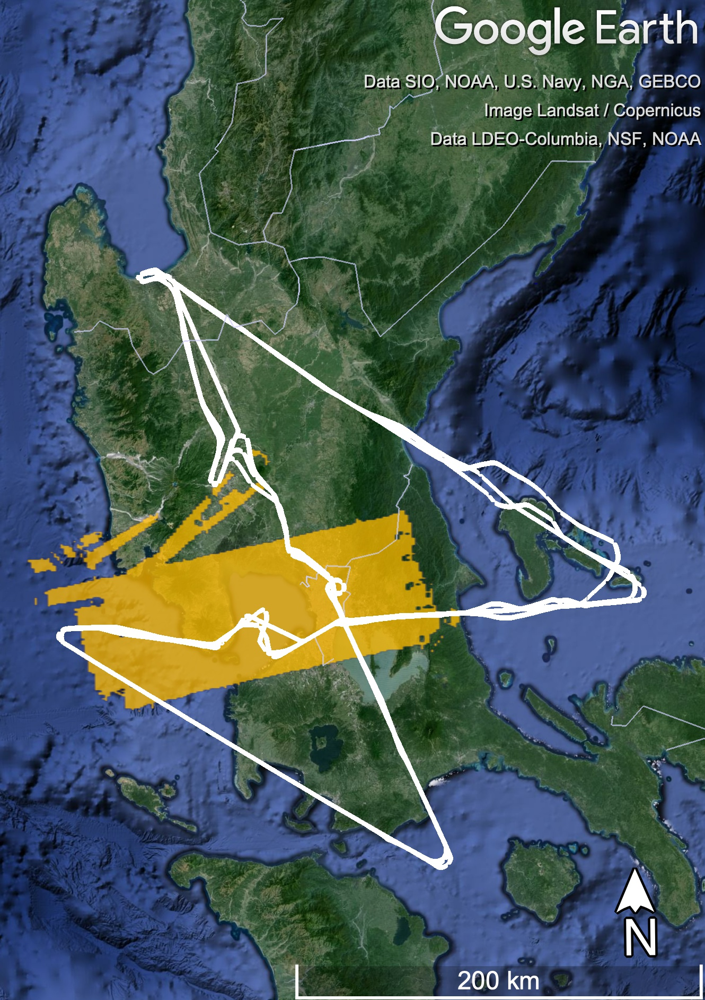 Google Earth
Data SIO, NOAA, U.S. Navy, NGA, GEBCO
Image Landsat / Copernicus
Data LDEO-Columbia, NSF, NOAA
N
200 km